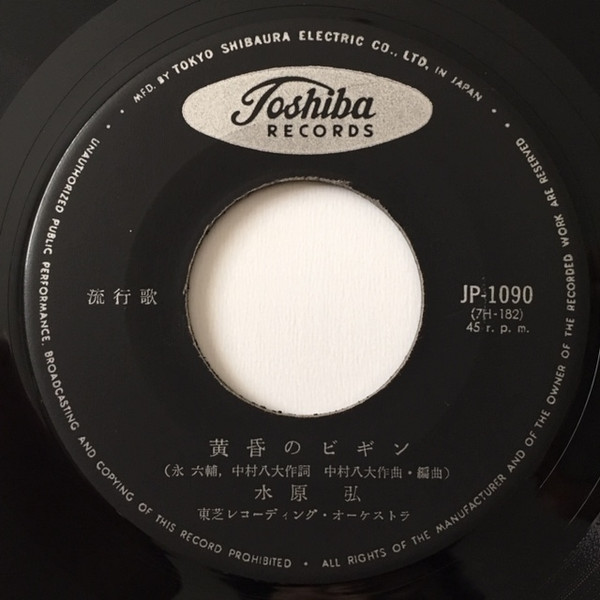 • MFD. BY TOKYO SHIBAURA ELECTRIC CO., LTD. IN JAPAN •
Toshiba
RECORDS
流行歌
JP-1090
(7H-182)
45 r. p. m.
黄昏のビギン
(永 六輔, 中村八大作詞 中村八大作曲・編曲)
水原 弘
東芝レコーディング・オーケストラ
• UNAUTHORIZED PUBLIC PERFORMANCE, BROADCASTING AND COPYING OF THIS RECORD PROHIBITED • ALL RIGHTS OF THE MANUFACTURER AND OF THE OWNER OF THE RECORDED WORK ARE RESERVED •